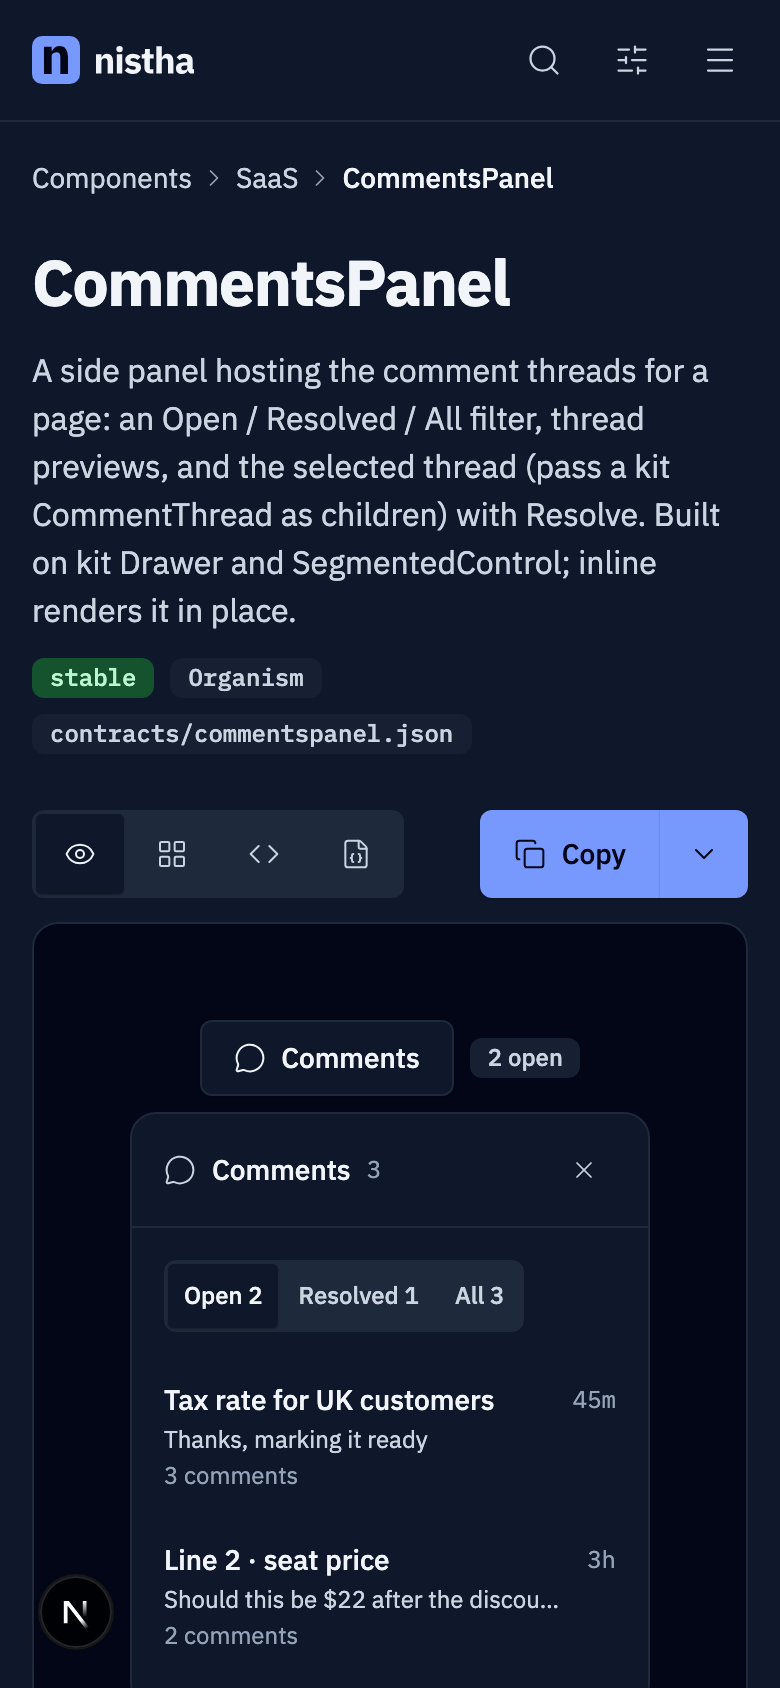 n nistha
Components > SaaS > CommentsPanel
CommentsPanel
A side panel hosting the comment threads for a
page: an Open / Resolved / All filter, thread
previews, and the selected thread (pass a kit
CommentThread as children) with Resolve. Built
on kit Drawer and SegmentedControl; inline
renders it in place.
stable Organism
contracts/commentspanel.json
Copy
Comments 2 open
Comments 3
Open 2 Resolved 1 All 3
Tax rate for UK customers 45m
Thanks, marking it ready
3 comments
Line 2 · seat price 3h
Should this be $22 after the discou...
2 comments
N